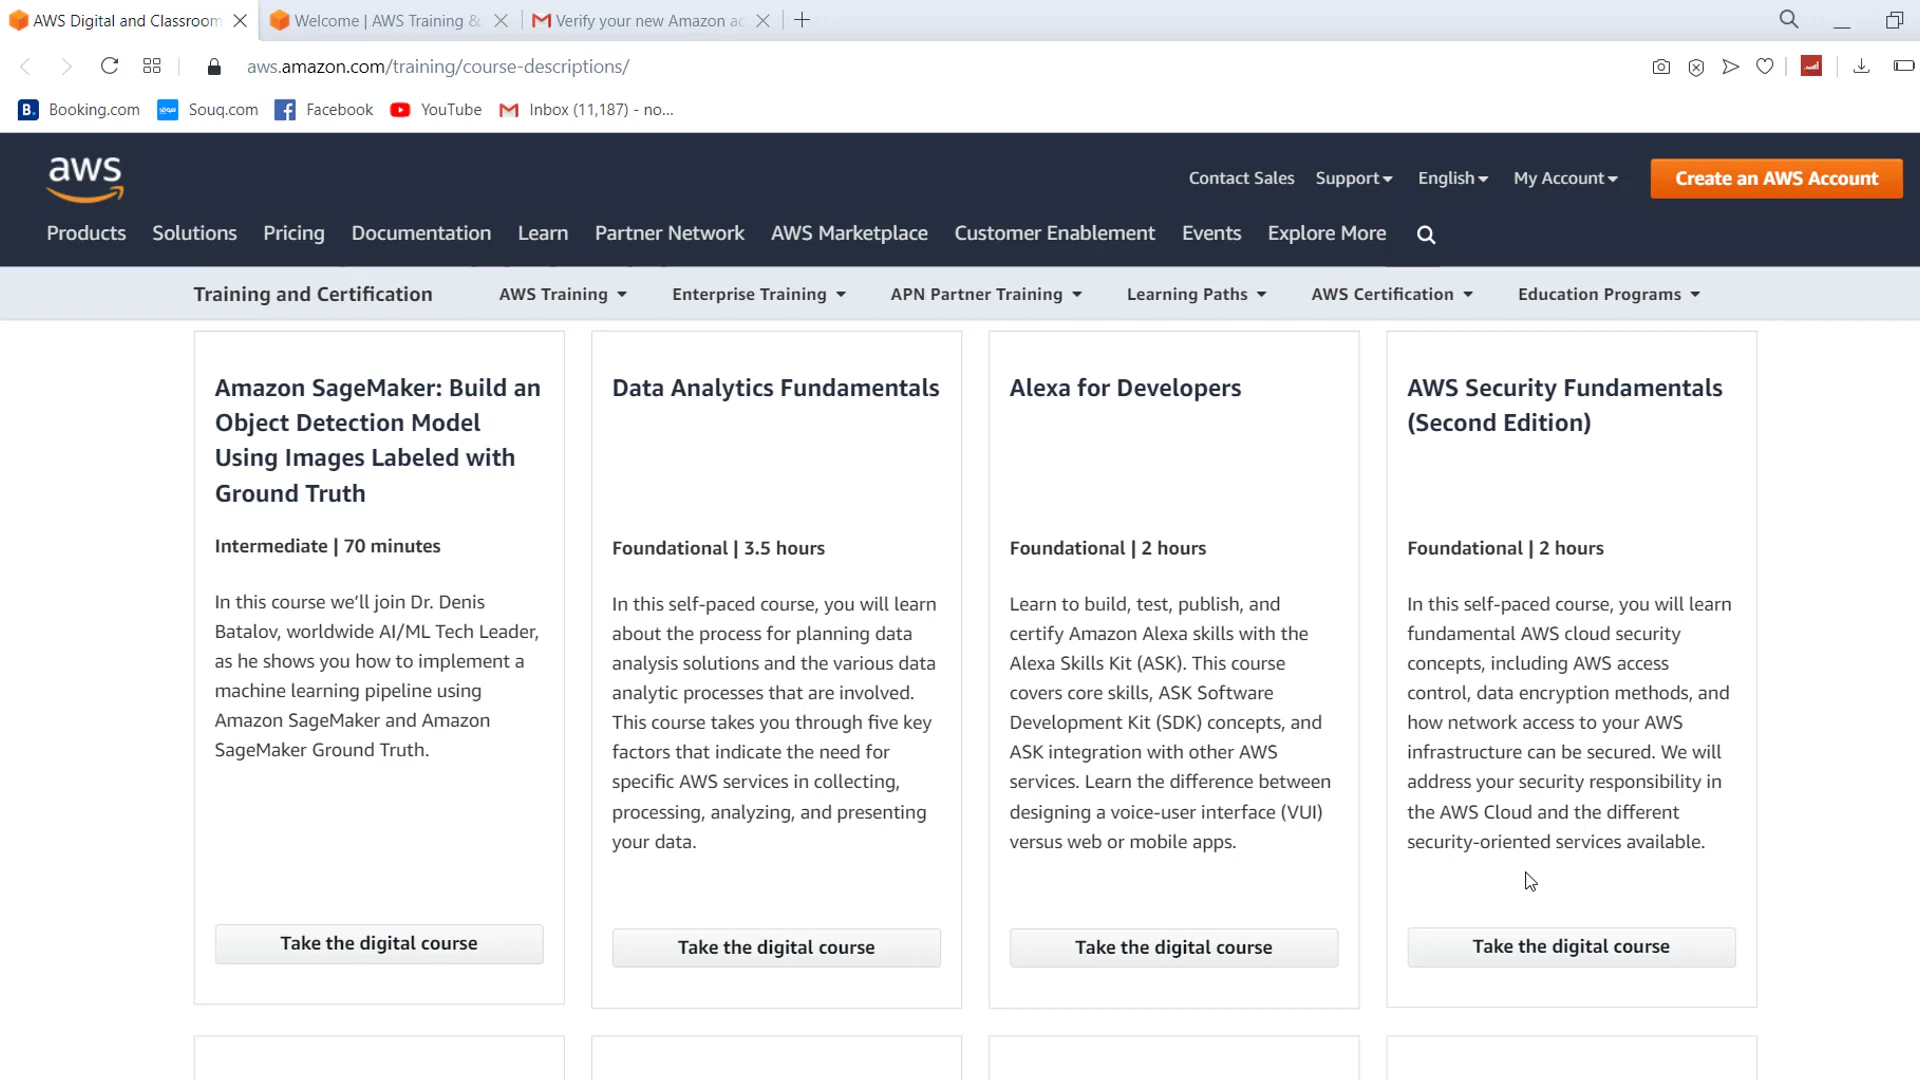 AWS Digital and Classroom
Welcome | AWS Training &
Verify your new Amazon ac
aws.amazon.com/training/course-descriptions/
Booking.com
Souq.com
Facebook
YouTube
Inbox (11,187) - no...
aws
Contact Sales
Support
English
My Account
Create an AWS Account
Products
Solutions
Pricing
Documentation
Learn
Partner Network
AWS Marketplace
Customer Enablement
Events
Explore More
Training and Certification
AWS Training
Enterprise Training
APN Partner Training
Learning Paths
AWS Certification
Education Programs
Amazon SageMaker: Build an
Object Detection Model
Using Images Labeled with
Ground Truth
Intermediate | 70 minutes
In this course we’ll join Dr. Denis
Batalov, worldwide AI/ML Tech Leader,
as he shows you how to implement a
machine learning pipeline using
Amazon SageMaker and Amazon
SageMaker Ground Truth.
Take the digital course
Data Analytics Fundamentals
Foundational | 3.5 hours
In this self-paced course, you will learn
about the process for planning data
analysis solutions and the various data
analytic processes that are involved.
This course takes you through five key
factors that indicate the need for
specific AWS services in collecting,
processing, analyzing, and presenting
your data.
Take the digital course
Alexa for Developers
Foundational | 2 hours
Learn to build, test, publish, and
certify Amazon Alexa skills with the
Alexa Skills Kit (ASK). This course
covers core skills, ASK Software
Development Kit (SDK) concepts, and
ASK integration with other AWS
services. Learn the difference between
designing a voice-user interface (VUI)
versus web or mobile apps.
Take the digital course
AWS Security Fundamentals
(Second Edition)
Foundational | 2 hours
In this self-paced course, you will learn
fundamental AWS cloud security
concepts, including AWS access
control, data encryption methods, and
how network access to your AWS
infrastructure can be secured. We will
address your security responsibility in
the AWS Cloud and the different
security-oriented services available.
Take the digital course